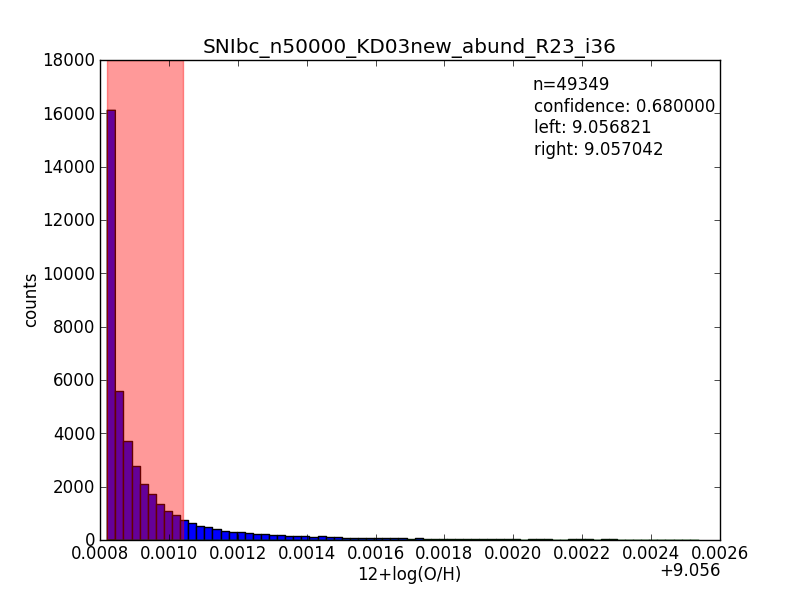 SNIbc_n50000_KD03new_abund_R23_i36
n=49349
confidence: 0.680000
left: 9.056821
right: 9.057042
18000
16000
14000
12000
10000
8000
6000
4000
2000
0
counts
0.0008 0.0010 0.0012 0.0014 0.0016 0.0018 0.0020 0.0022 0.0024 0.0026
+9.056
12+log(O/H)